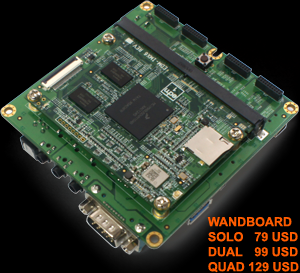 WANDBOARD
SOLO 79 USD
DUAL 99 USD
QUAD 129 USD